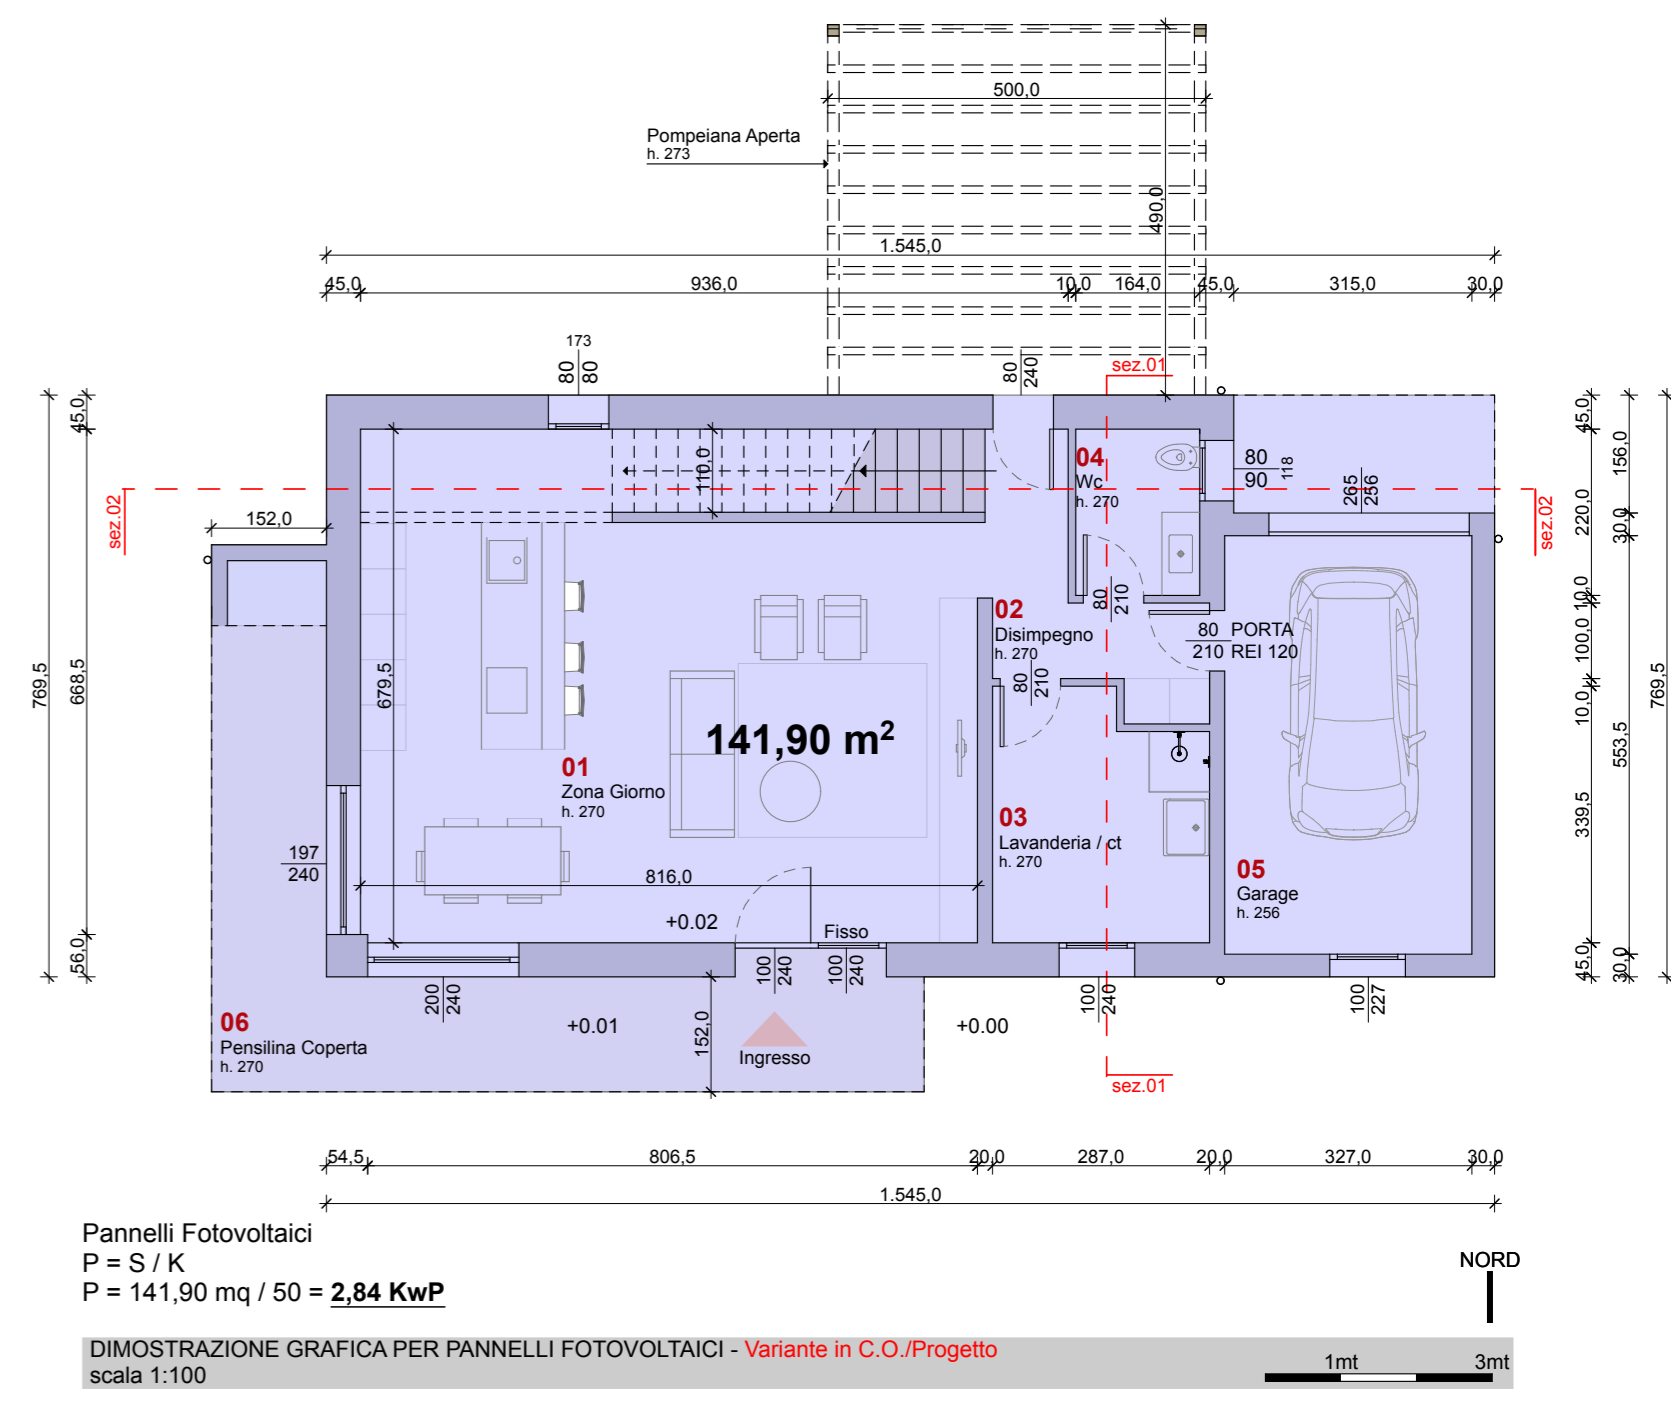 500,0
Pompeiana Aperta
h. 273
490,0
1.545,0
45,0
936,0
10,0
164,0
45,0
315,0
30,0
173
80
80
80
240
sez.01
769,5
45,0
668,5
56,0
sez.02
152,0
110,0
679,5
04
Wc
h. 270
80
90
118
265
256
sez.02
45,0
220,0
10,0
100,0
10,0
339,5
45,0
156,0
30,0
553,5
30,0
769,5
80
210
02
Disimpegno
h. 270
80
210
80
210
PORTA
REI 120
141,90 m²
01
Zona Giorno
h. 270
03
Lavanderia / ct
h. 270
05
Garage
h. 256
197
240
816,0
+0.02
Fisso
200
240
100
240
100
240
100
240
100
227
06
Pensilina Coperta
h. 270
+0.01
152,0
Ingresso
+0.00
sez.01
54,5
806,5
20,0
287,0
20,0
327,0
30,0
1.545,0
Pannelli Fotovoltaici
P = S / K
P = 141,90 mq / 50 = 2,84 KwP
NORD
DIMOSTRAZIONE GRAFICA PER PANNELLI FOTOVOLTAICI - Variante in C.O./Progetto
scala 1:100
1mt
3mt